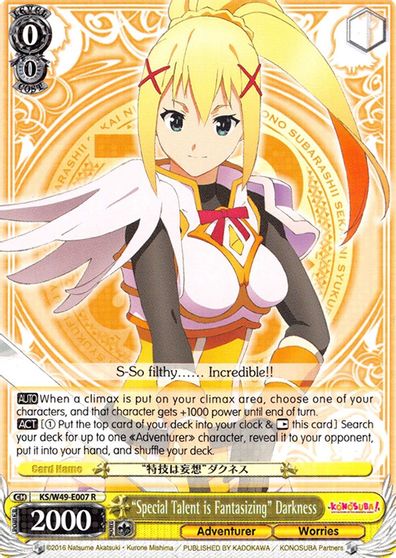 LEVEL
0
0
COST
S-So filthy...... Incredible!!
AUTO When a climax is put on your climax area, choose one of your
characters, and that character gets +1000 power until end of turn.
ACT [① Put the top card of your deck into your clock & this card] Search
your deck for up to one «Adventurer» character, reveal it to your opponent,
put it into your hand, and shuffle your deck.
Card Name
"特技は妄想" ダクネス
CH KS/W49-E007 R
"Special Talent is Fantasizing" Darkness
KONOSUBA!
2000
Adventurer
Worries
©2016 Natsume Akatsuki・Kurone Mishima / PUBLISHED BY KADOKAWA / KONOSUBA Partners